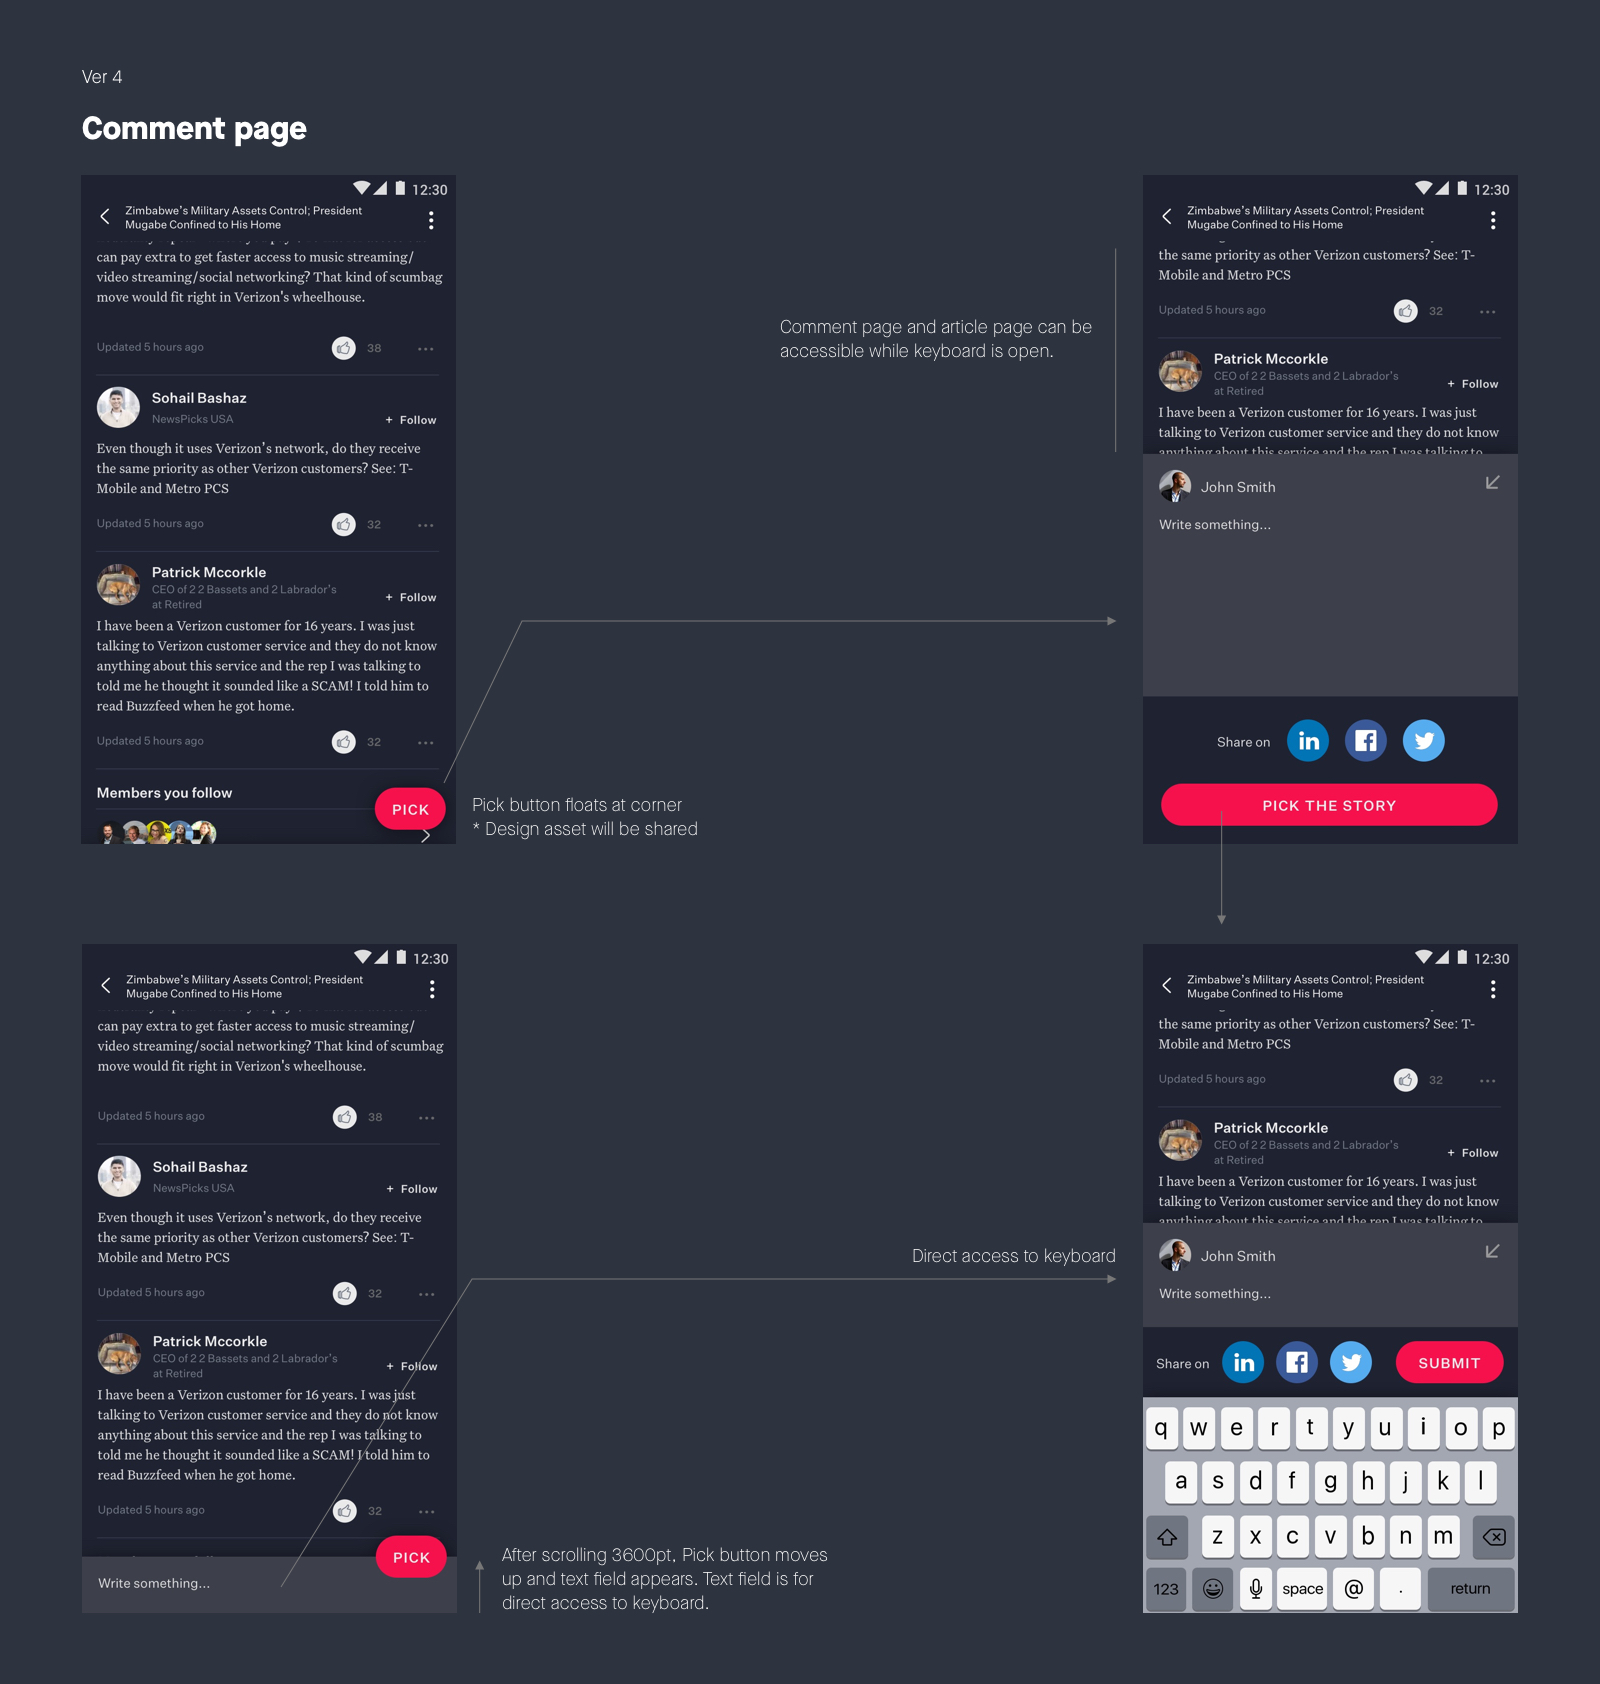 Ver 4
Comment page
12:30
Zimbabwe's Military Assets Control; President
Mugabe Confined to His Home
can pay extra to get faster access to music streaming/
video streaming/social networking? That kind of scumbag
move would fit right in Verizon's wheelhouse.
Updated 5 hours ago
38
Sohail Bashaz
NewsPicks USA
+ Follow
Even though it uses Verizon's network, do they receive
the same priority as other Verizon customers? See: T-
Mobile and Metro PCS
Updated 5 hours ago
32
Patrick Mccorkle
CEO of 2 2 Bassets and 2 Labrador's
at Retired
+ Follow
I have been a Verizon customer for 16 years. I was just
talking to Verizon customer service and they do not know
anything about this service and the rep I was talking to
told me he thought it sounded like a SCAM! I told him to
read Buzzfeed when he got home.
Updated 5 hours ago
32
Members you follow
PICK
Pick button floats at corner
* Design asset will be shared
Comment page and article page can be
accessible while keyboard is open.
12:30
Zimbabwe's Military Assets Control; President
Mugabe Confined to His Home
the same priority as other Verizon customers? See: T-
Mobile and Metro PCS
Updated 5 hours ago
32
Patrick Mccorkle
CEO of 2 2 Bassets and 2 Labrador's
at Retired
+ Follow
I have been a Verizon customer for 16 years. I was just
talking to Verizon customer service and they do not know
anything about this service and the rep I was talking to
John Smith
Write something...
Share on
in
PICK THE STORY
12:30
Zimbabwe's Military Assets Control; President
Mugabe Confined to His Home
can pay extra to get faster access to music streaming/
video streaming/social networking? That kind of scumbag
move would fit right in Verizon's wheelhouse.
Updated 5 hours ago
38
Sohail Bashaz
NewsPicks USA
+ Follow
Even though it uses Verizon's network, do they receive
the same priority as other Verizon customers? See: T-
Mobile and Metro PCS
Updated 5 hours ago
32
Patrick Mccorkle
CEO of 2 2 Bassets and 2 Labrador's
at Retired
+ Follow
I have been a Verizon customer for 16 years. I was just
talking to Verizon customer service and they do not know
anything about this service and the rep I was talking to
told me he thought it sounded like a SCAM! I told him to
read Buzzfeed when he got home.
Updated 5 hours ago
32
PICK
Write something...
After scrolling 3600pt, Pick button moves
up and text field appears. Text field is for
direct access to keyboard.
Direct access to keyboard
12:30
Zimbabwe's Military Assets Control; President
Mugabe Confined to His Home
the same priority as other Verizon customers? See: T-
Mobile and Metro PCS
Updated 5 hours ago
32
Patrick Mccorkle
CEO of 2 2 Bassets and 2 Labrador's
at Retired
+ Follow
I have been a Verizon customer for 16 years. I was just
talking to Verizon customer service and they do not know
anything about this service and the rep I was talking to
John Smith
Write something...
Share on
in
SUBMIT
q w e r t y u i o p
a s d f g h j k l
z x c v b n m
123 space @ . return